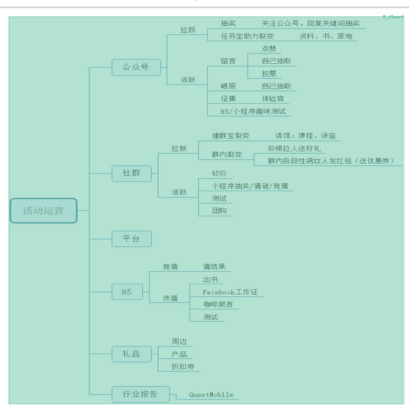 抽奖 关注公众号，回复关键词抽奖
拉新
任务宝助力裂变 资料、书、家电
点赞
公众号
留言 自己抽取
投票
活跃
晒照 自己抽取
征集 体验官
H5/小程序趣味测试
建群宝裂变 诱饵：课程、讲座
拉新
阶梯拉人送好礼
群内裂变
群内阶段性满xx人发红包（送优惠券）
社群
砍价
小程序抽奖/猜谜/竞猜
活跃
测试
团购
活动运营
平台
竞猜 猜结果
出书
H5
Facebook工作证
传播
咖啡
测试
周边
礼品 产品
折扣券
行业报告 QuestMobile